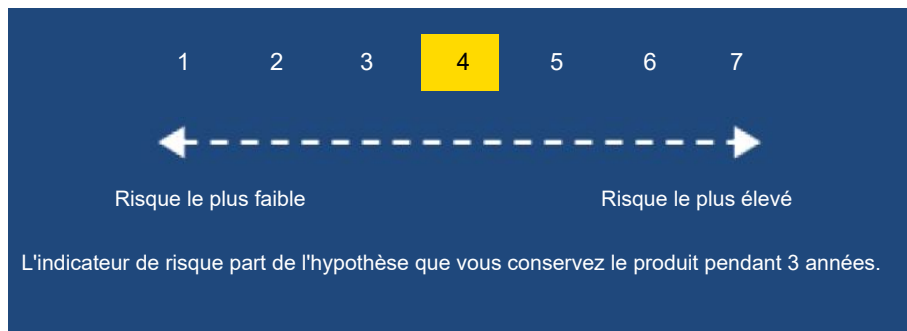 1 2 3 4 5 6 7
Risque le plus faible Risque le plus élevé
L'indicateur de risque part de l'hypothèse que vous conservez le produit pendant 3 années.